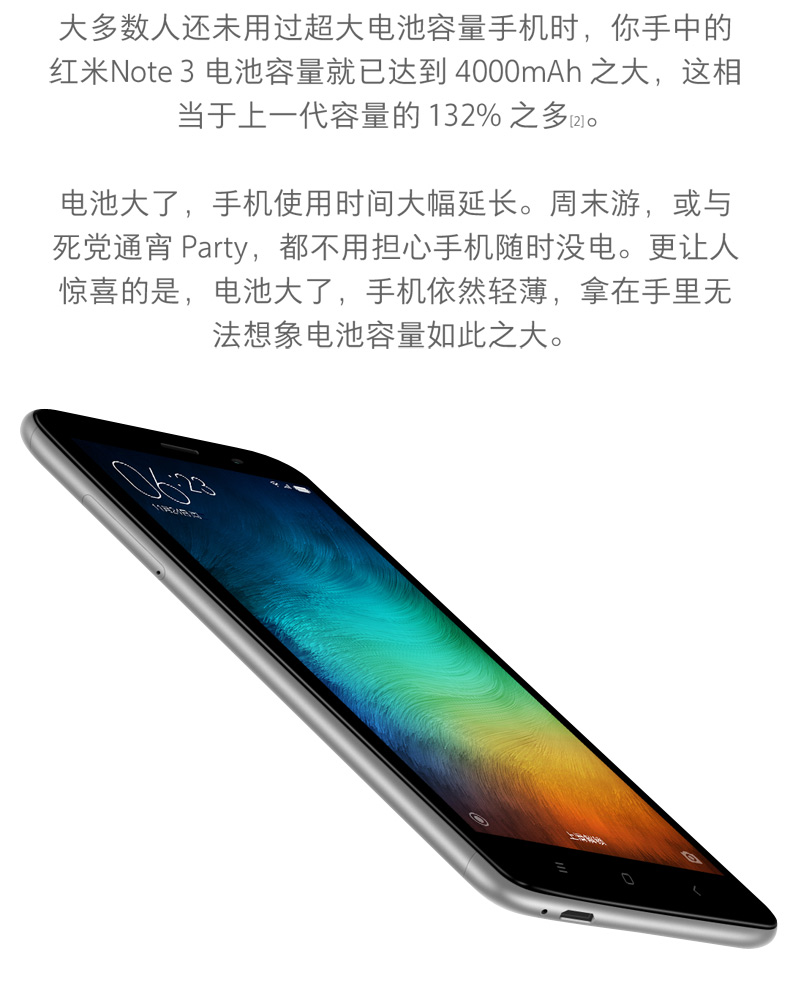 大多数人还未用过超大电池容量手机时，你手中的
红米Note 3 电池容量就已达到 4000mAh 之大，这相
当于上一代容量的 132% 之多[2]。
电池大了，手机使用时间大幅延长。周末游，或与
死党通宵 Party，都不用担心手机随时没电。更让人
惊喜的是，电池大了，手机依然轻薄，拿在手里无
法想象电池容量如此之大。
06:23